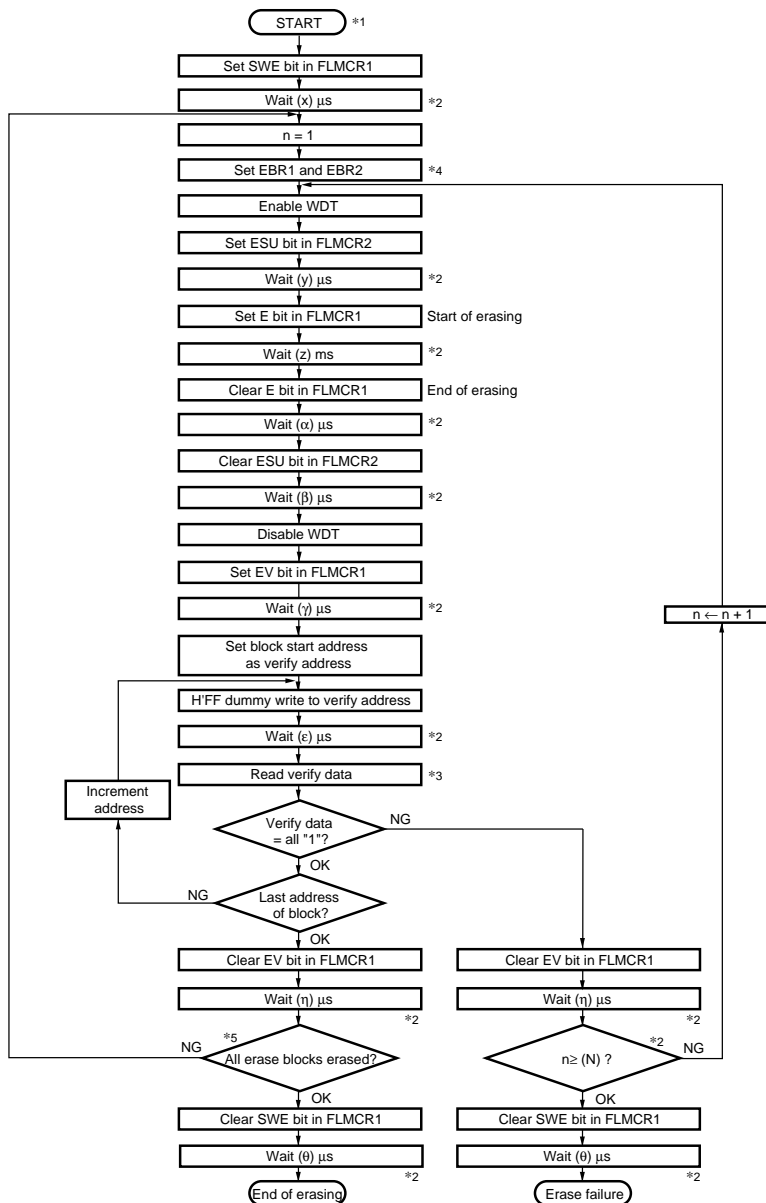 START *1
Set SWE bit in FLMCR1
Wait (x) µs *2
n = 1
Set EBR1 and EBR2 *4
Enable WDT
Set ESU bit in FLMCR2
Wait (y) µs *2
Set E bit in FLMCR1 Start of erasing
Wait (z) ms *2
Clear E bit in FLMCR1 End of erasing
Wait (α) µs *2
Clear ESU bit in FLMCR2
Wait (β) µs *2
Disable WDT
Set EV bit in FLMCR1
Wait (γ) µs *2
n ← n + 1
Set block start address
as verify address
H'FF dummy write to verify address
Wait (ε) µs *2
Read verify data *3
Increment
address
Verify data
= all "1"?
NG
OK
NG
Last address
of block?
OK
Clear EV bit in FLMCR1
Clear EV bit in FLMCR1
Wait (η) µs
*2
Wait (η) µs
*2
*5
NG
All erase blocks erased?
*2
n≥ (N) ?
NG
OK
OK
Clear SWE bit in FLMCR1
Clear SWE bit in FLMCR1
Wait (θ) µs
*2
Wait (θ) µs
*2
End of erasing
Erase failure